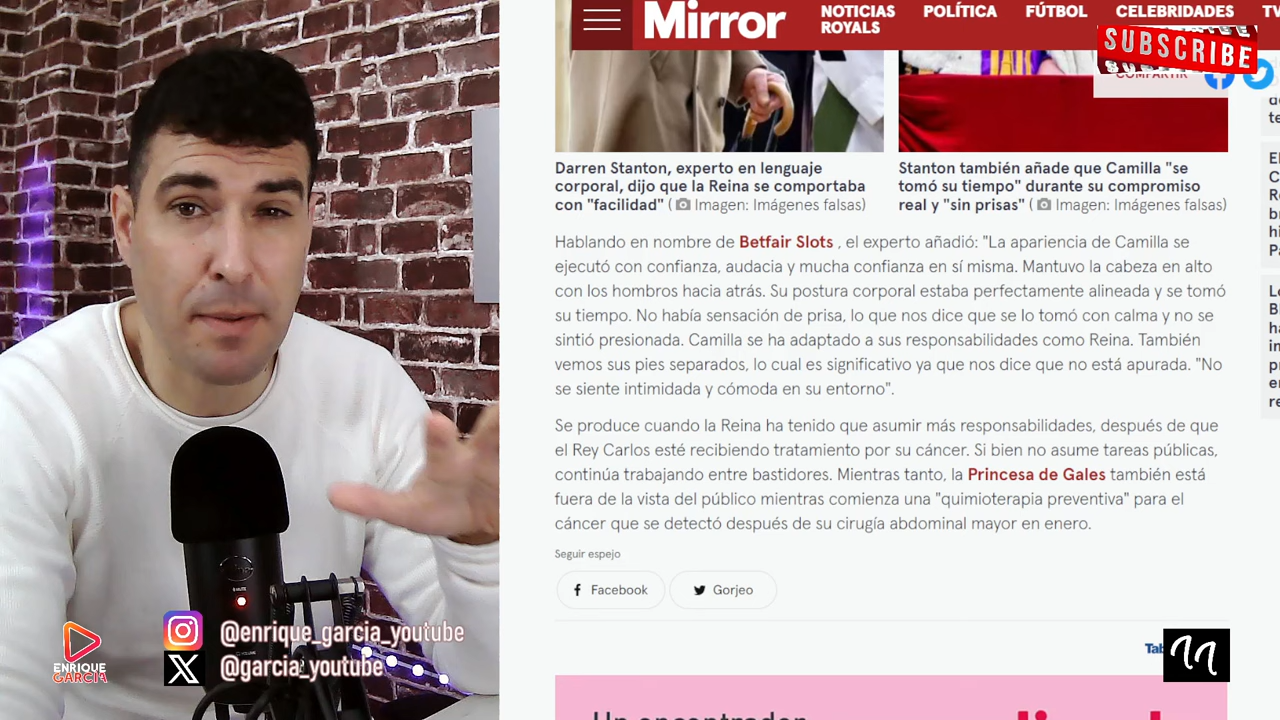 Mirror
NOTICIAS
ROYALS
POLÍTICA
FÚTBOL
CELEBRIDADES
TV
SUBSCRIBE
COMPARTIR
Darren Stanton, experto en lenguaje
corporal, dijo que la Reina se comportaba
con "facilidad" ( Imagen: Imágenes falsas)
Stanton también añade que Camilla "se
tomó su tiempo" durante su compromiso
real y "sin prisas" ( Imagen: Imágenes falsas)
Hablando en nombre de Betfair Slots , el experto añadió: "La apariencia de Camilla se
ejecutó con confianza, audacia y mucha confianza en sí misma. Mantuvo la cabeza en alto
con los hombros hacia atrás. Su postura corporal estaba perfectamente alineada y se tomó
su tiempo. No había sensación de prisa, lo que nos dice que se lo tomó con calma y no se
sintió presionada. Camilla se ha adaptado a sus responsabilidades como Reina. También
vemos sus pies separados, lo cual es significativo ya que nos dice que no está apurada. "No
se siente intimidada y cómoda en su entorno".
Se produce cuando la Reina ha tenido que asumir más responsabilidades, después de que
el Rey Carlos esté recibiendo tratamiento por su cáncer. Si bien no asume tareas públicas,
continúa trabajando entre bastidores. Mientras tanto, la Princesa de Gales también está
fuera de la vista del público mientras comienza una "quimioterapia preventiva" para el
cáncer que se detectó después de su cirugía abdominal mayor en enero.
Seguir espejo
Facebook
Gorjeo
@enrique_garcia_youtube
@garcia_youtube
ENRIQUE
GARCIA